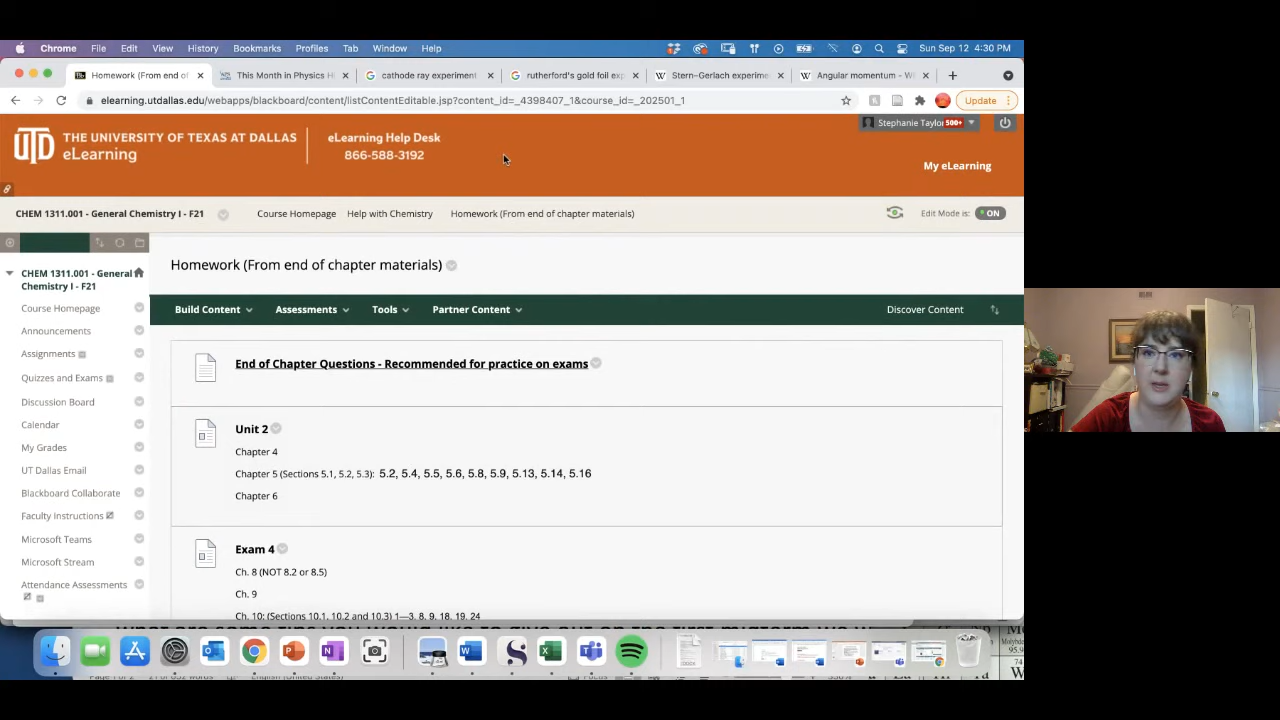 Chrome File Edit View History Bookmarks Profiles Tab Window Help Sun Sep 12 4:30 PM
Homework (From end of This Month in Physics H cathode ray experiment rutherford's gold foil exp Stern–Gerlach experime Angular momentum - Wi
elearning.utdallas.edu/webapps/blackboard/content/listContentEditable.jsp?content_id=_4398407_1&course_id=_202501_1 Update
Stephanie Taylor 500+
UTD THE UNIVERSITY OF TEXAS AT DALLAS eLearning Help Desk
eLearning 866-588-3192
My eLearning
CHEM 1311.001 - General Chemistry I - F21 Course Homepage Help with Chemistry Homework (From end of chapter materials) Edit Mode is: ON
CHEM 1311.001 - General
Chemistry I - F21
Course Homepage
Announcements
Assignments
Quizzes and Exams
Discussion Board
Calendar
My Grades
UT Dallas Email
Blackboard Collaborate
Faculty Instructions
Microsoft Teams
Microsoft Stream
Attendance Assessments
Homework (From end of chapter materials)
Build Content Assessments Tools Partner Content Discover Content
End of Chapter Questions - Recommended for practice on exams
Unit 2
Chapter 4
Chapter 5 (Sections 5.1, 5.2, 5.3): 5.2, 5.4, 5.5, 5.6, 5.8, 5.9, 5.13, 5.14, 5.16
Chapter 6
Exam 4
Ch. 8 (NOT 8.2 or 8.5)
Ch. 9
Ch. 10: (Sections 10.1, 10.2 and 10.3) 1—3, 8, 9, 18, 19, 24